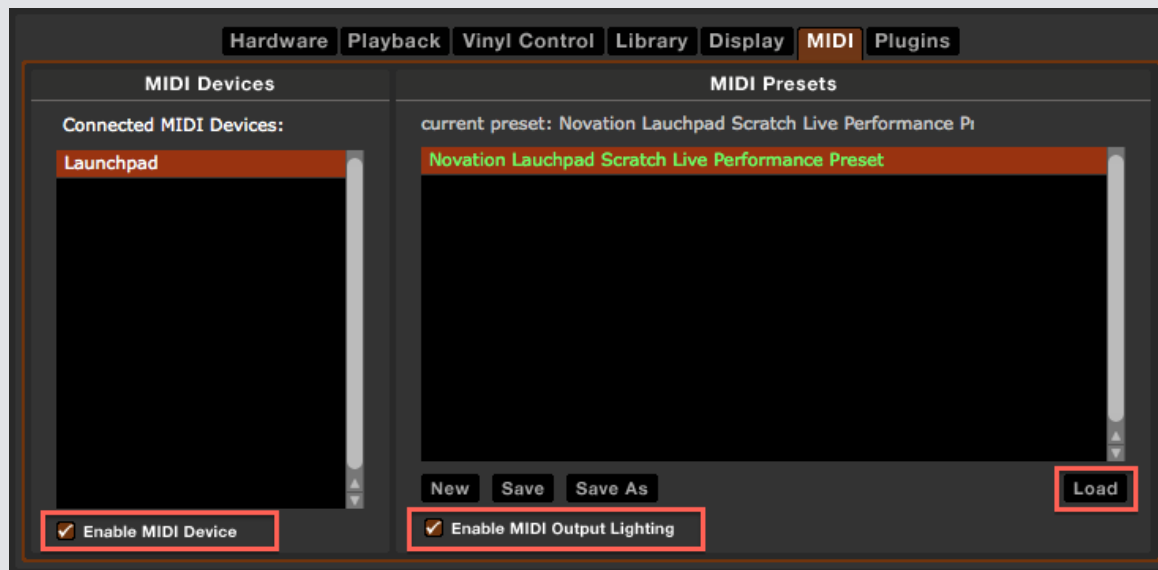 Hardware Playback Vinyl Control Library Display MIDI Plugins
MIDI Devices
Connected MIDI Devices:
Launchpad
Enable MIDI Device
MIDI Presets
current preset: Novation Lauchpad Scratch Live Performance
Novation Lauchpad Scratch Live Performance Preset
New Save Save As
Load
Enable MIDI Output Lighting